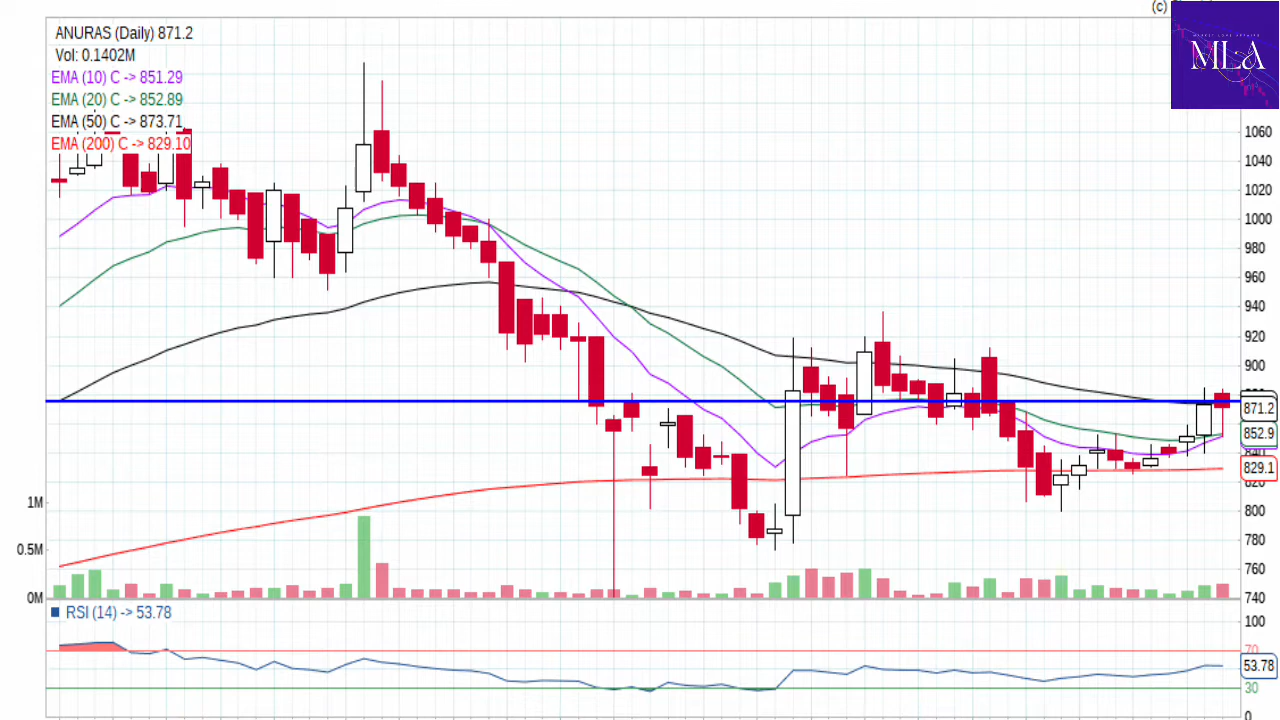 (c)
MLA
ANURAS (Daily) 871.2
Vol: 0.1402M
EMA (10) C -> 851.29
EMA (20) C -> 852.89
EMA (50) C -> 873.71
EMA (200) C -> 829.10
1060
1040
1020
1000
980
960
940
920
900
871.2
852.9
840
829.1
820
800
780
760
740
1M
0.5M
0M
RSI (14) -> 53.78
100
70
53.78
30
0